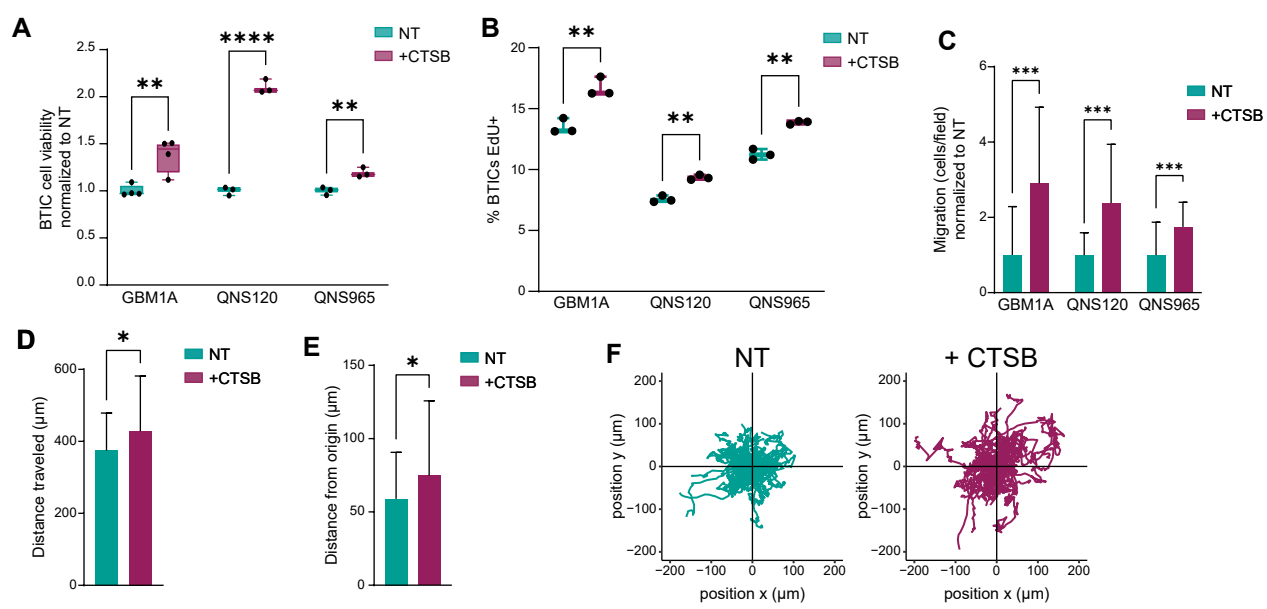 A
BTIC cell viability
normalized to NT
2.5
2.0
1.5
1.0
0.5
0.0
**
****
**
GBM1A
QNS120
QNS965
NT
+CTSB
B
% BTICs EdU+
20
15
10
5
0
**
**
**
GBM1A
QNS120
QNS965
NT
+CTSB
C
Migration (cells/field)
normalized to NT
6
4
2
0
***
***
***
GBM1A
QNS120
QNS965
NT
+CTSB
D
Distance traveled (µm)
600
400
200
0
*
NT
+CTSB
E
Distance from origin (µm)
150
100
50
0
*
NT
+CTSB
F
NT
position y (µm)
200
100
0
−100
−200
−200
−100
0
100
200
position x (µm)
+ CTSB
position y (µm)
200
100
0
−100
−200
−200
−100
0
100
200
position x (µm)